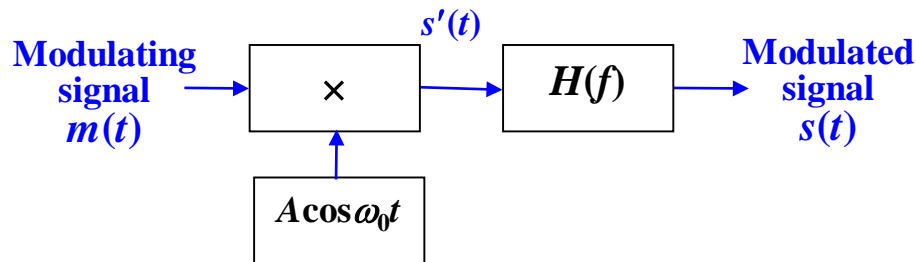 Modulating
signal
m(t)
×
s′(t)
H(f)
Modulated
signal
s(t)
Acosω₀t